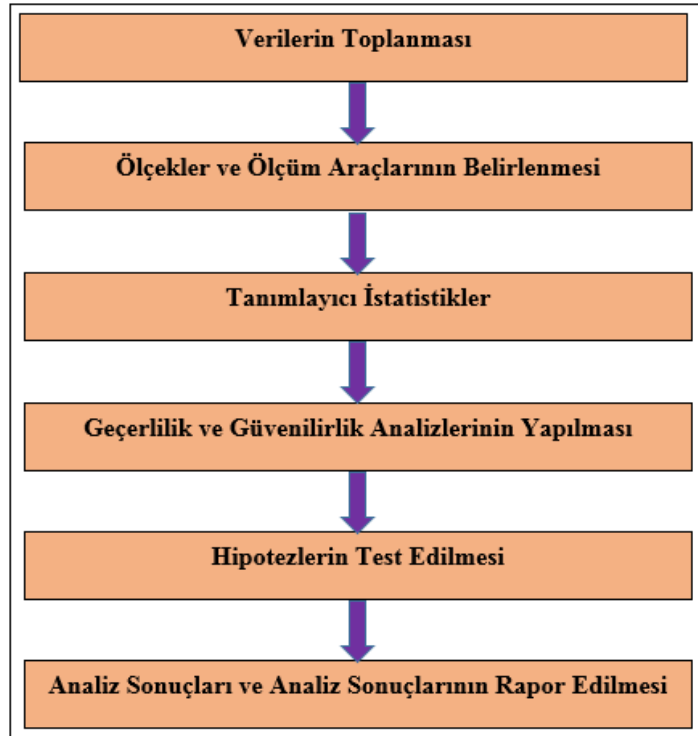 Verilerin Toplanması
Ölçekler ve Ölçüm Araçlarının Belirlenmesi
Tanımlayıcı İstatistikler
Geçerlilik ve Güvenilirlik Analizlerinin Yapılması
Hipotezlerin Test Edilmesi
Analiz Sonuçları ve Analiz Sonuçlarının Rapor Edilmesi